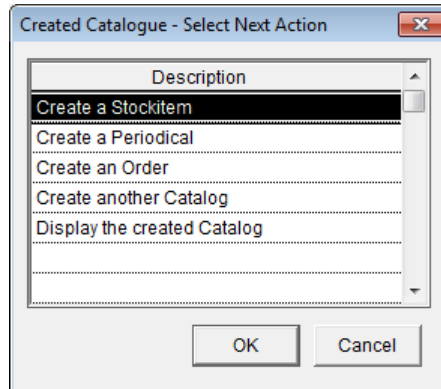 Created Catalogue - Select Next Action
Description
Create a Stockitem
Create a Periodical
Create an Order
Create another Catalog
Display the created Catalog
OK
Cancel